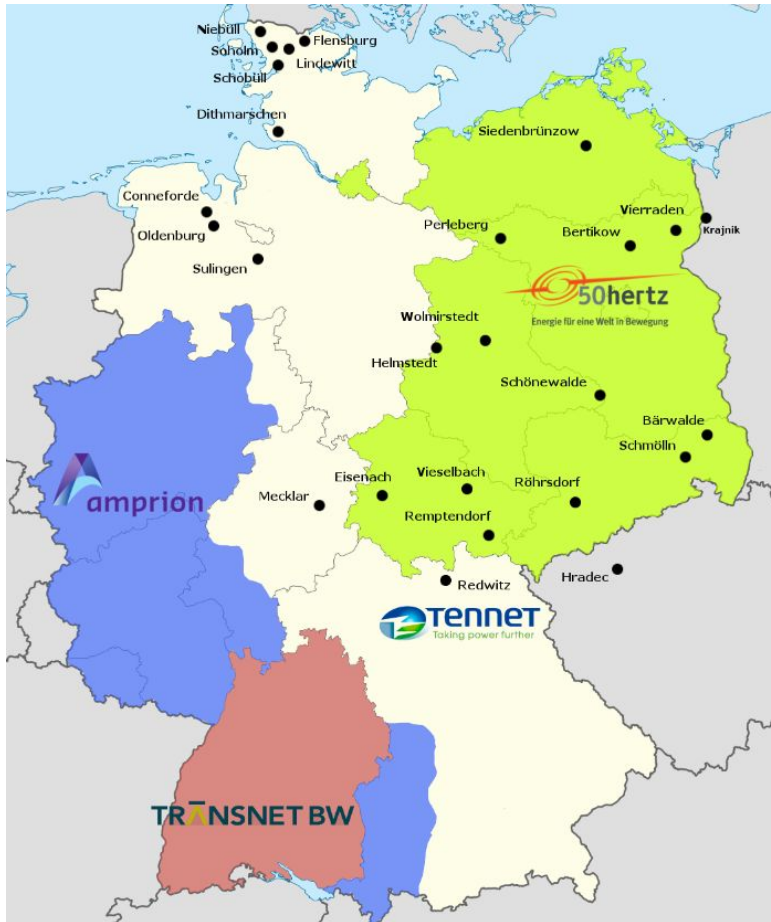 Niebüll
Flensburg
Soholm
Lindewitt
Schobüll
Dithmarschen
Siedenbrünzow
Conneforde
Vierraden
Krajnik
Perleberg
Bertikow
Oldenburg
Sulingen
50hertz
Energie für eine Welt in Bewegung
Wolmirstedt
Helmstedt
Schönewalde
Bärwalde
Schmölln
amprion
Eisenach
Vieselbach
Röhrsdorf
Mecklar
Remptendorf
Hradec
Redwitz
TENNET
Taking power further
TRANSNET BW